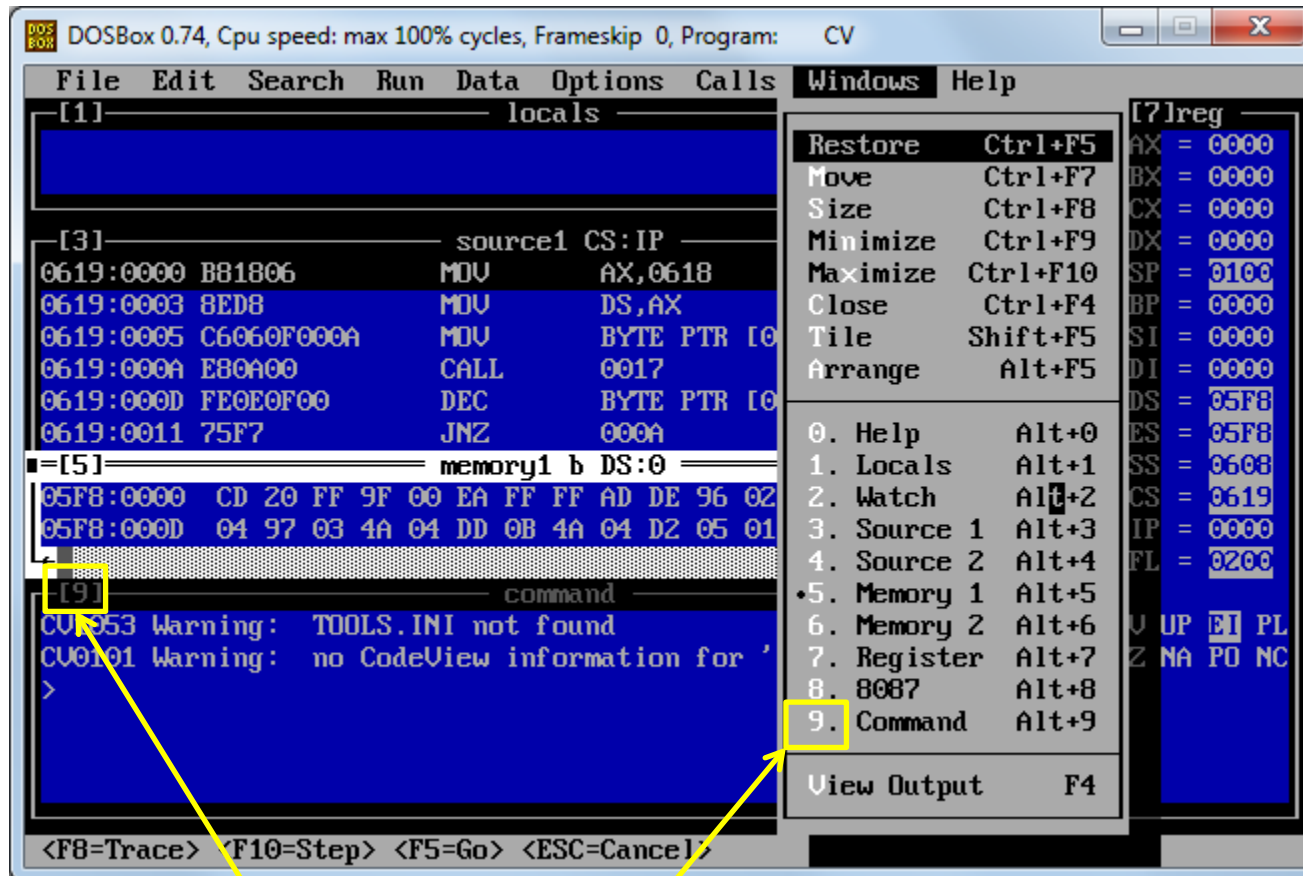 DOS BOX DOSBox 0.74, Cpu speed: max 100% cycles, Frameskip 0, Program: CV
File Edit Search Run Data Options Calls Windows Help
[1] locals
[3] source1 CS:IP
0619:0000 B81806 MOV AX,0618
0619:0003 8ED8 MOV DS,AX
0619:0005 C6060F000A MOV BYTE PTR [0
0619:000A E80A00 CALL 0017
0619:000D FE0E0F00 DEC BYTE PTR [0
0619:0011 75F7 JNZ 000A
[5] memory1 b DS:0
05F8:0000 CD 20 FF 9F 00 EA FF FF AD DE 96 02
05F8:000D 04 97 03 4A 04 DD 0B 4A 04 D2 05 01
[9] command
CV1053 Warning: TOOLS.INI not found
CV0101 Warning: no CodeView information for '
>
Restore Ctrl+F5
Move Ctrl+F7
Size Ctrl+F8
Minimize Ctrl+F9
Maximize Ctrl+F10
Close Ctrl+F4
Tile Shift+F5
Arrange Alt+F5
0. Help Alt+0
1. Locals Alt+1
2. Watch Alt+2
3. Source 1 Alt+3
4. Source 2 Alt+4
•5. Memory 1 Alt+5
6. Memory 2 Alt+6
7. Register Alt+7
8. 8087 Alt+8
9. Command Alt+9
View Output F4
[7]reg
AX = 0000
BX = 0000
CX = 0000
DX = 0000
SP = 0100
BP = 0000
SI = 0000
DI = 0000
DS = 05F8
ES = 05F8
SS = 0608
CS = 0619
IP = 0000
FL = 0200
V UP EI PL
Z NA PO NC
<F8=Trace> <F10=Step> <F5=Go> <ESC=Cancel>